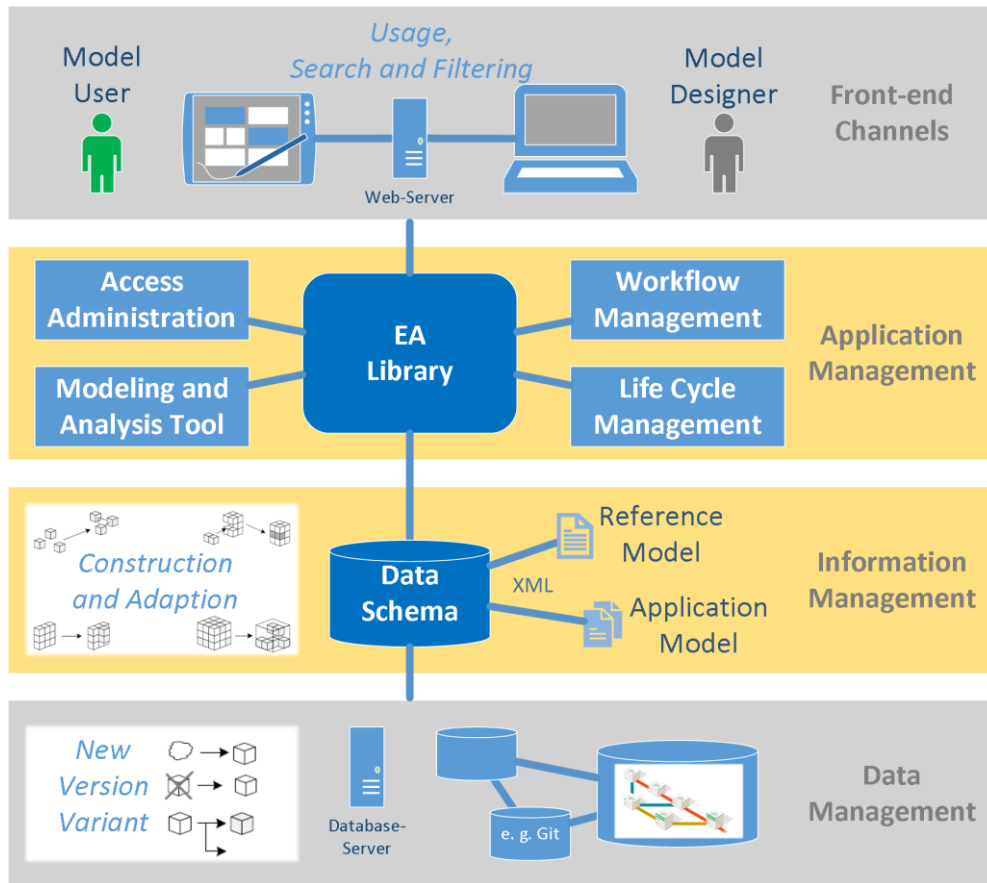 Usage,
Search and Filtering
Model
User
Model
Designer
Web-Server
Front-end
Channels
Access
Administration
Modeling and
Analysis Tool
EA
Library
Workflow
Management
Life Cycle
Management
Application
Management
Construction
and Adaption
Data
Schema
XML
Reference
Model
Application
Model
Information
Management
New
Version
Variant
Database-
Server
e. g. Git
Data
Management